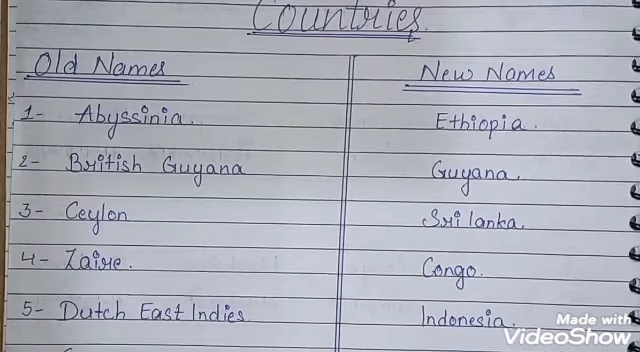 Countries.
Old Names New Names
1- Abyssinia. Ethiopia.
2- British Guyana Guyana.
3- Ceylon Sri lanka.
4- Zaire. Congo.
5- Dutch East Indies Indonesia.
Made with
VideoShow